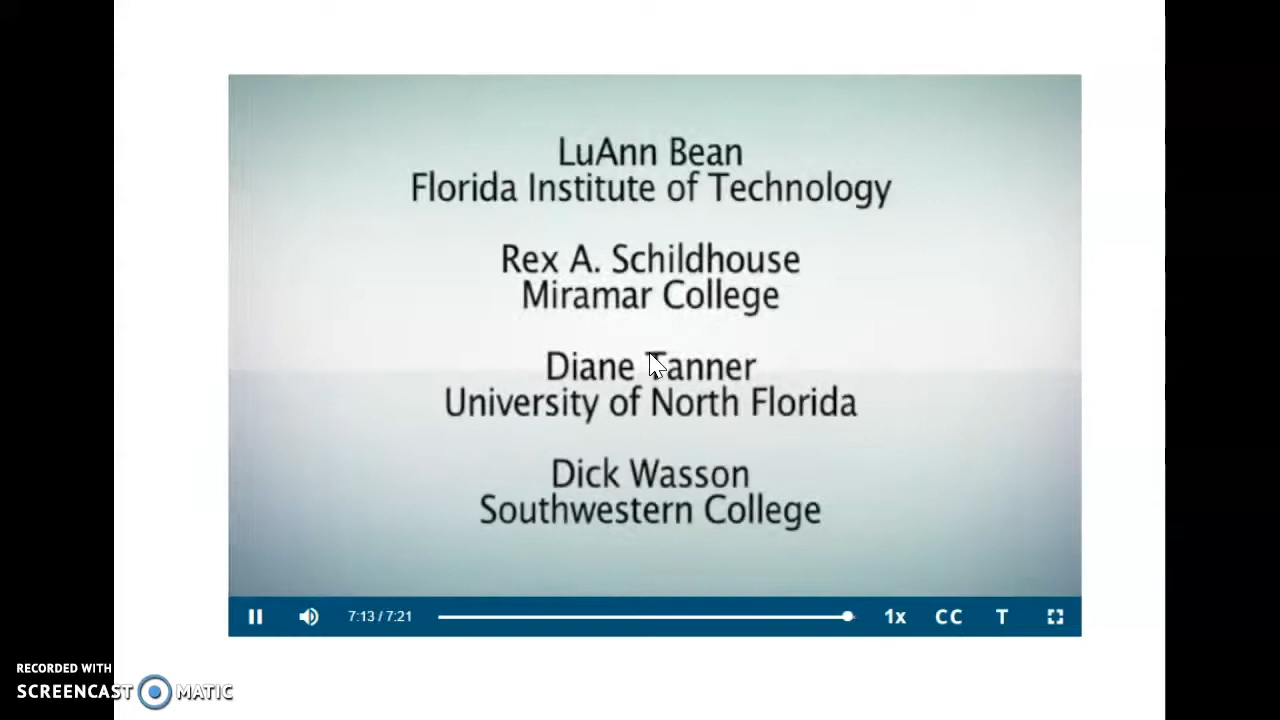 LuAnn Bean
Florida Institute of Technology
Rex A. Schildhouse
Miramar College
Diane Tanner
University of North Florida
Dick Wasson
Southwestern College
7:13 / 7:21
1x
CC
T
RECORDED WITH
SCREENCAST MATIC